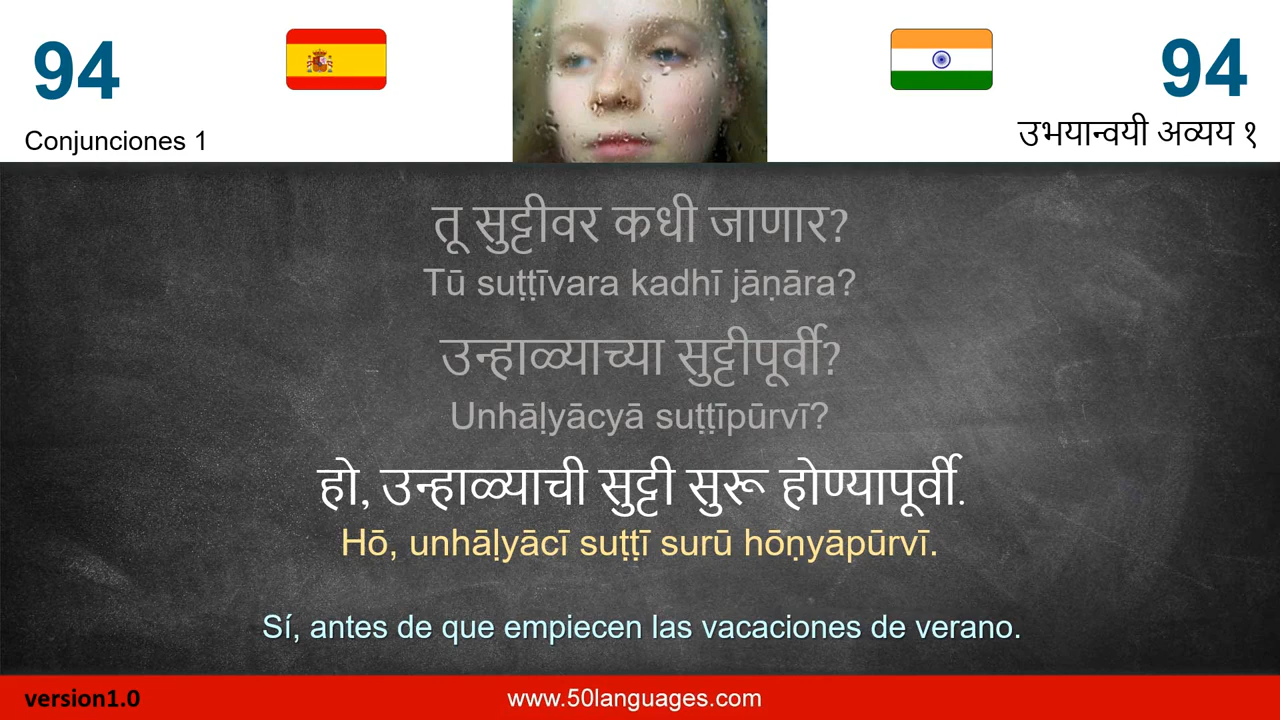 94
94
Conjunciones 1
उभयान्वयी अव्यय १
तू सुट्टीवर कधी जाणार?
Tū suṭṭīvara kadhī jāṇāra?
उन्हाळ्याच्या सुट्टीपूर्वी?
Unhāḷyācyā suṭṭīpūrvī?
हो, उन्हाळ्याची सुट्टी सुरू होण्यापूर्वी.
Hō, unhāḷyācī suṭṭī surū hōṇyāpūrvī.
Sí, antes de que empiecen las vacaciones de verano.
version1.0
www.50languages.com